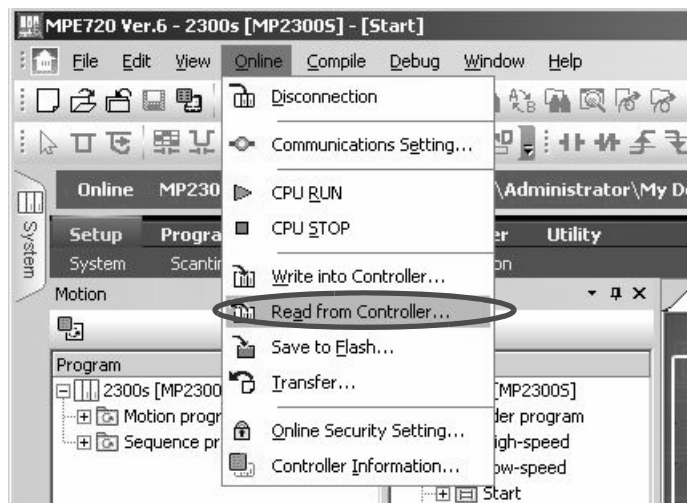 MPE720 Ver.6 - 2300s [MP2300S] - [Start]
File Edit View Online Compile Debug Window Help
Disconnection
Communications Setting...
Online MP230 \Administrator\My Do
CPU RUN
Setup Progra er Utility
CPU STOP
System Scantin on
System
Write into Controller...
Motion
Read from Controller...
Save to Flash...
Program
2300s [MP2300 [MP2300S]
Transfer...
Motion progr der program
Sequence pr igh-speed
Online Security Setting...
ow-speed
Controller Information...
Start